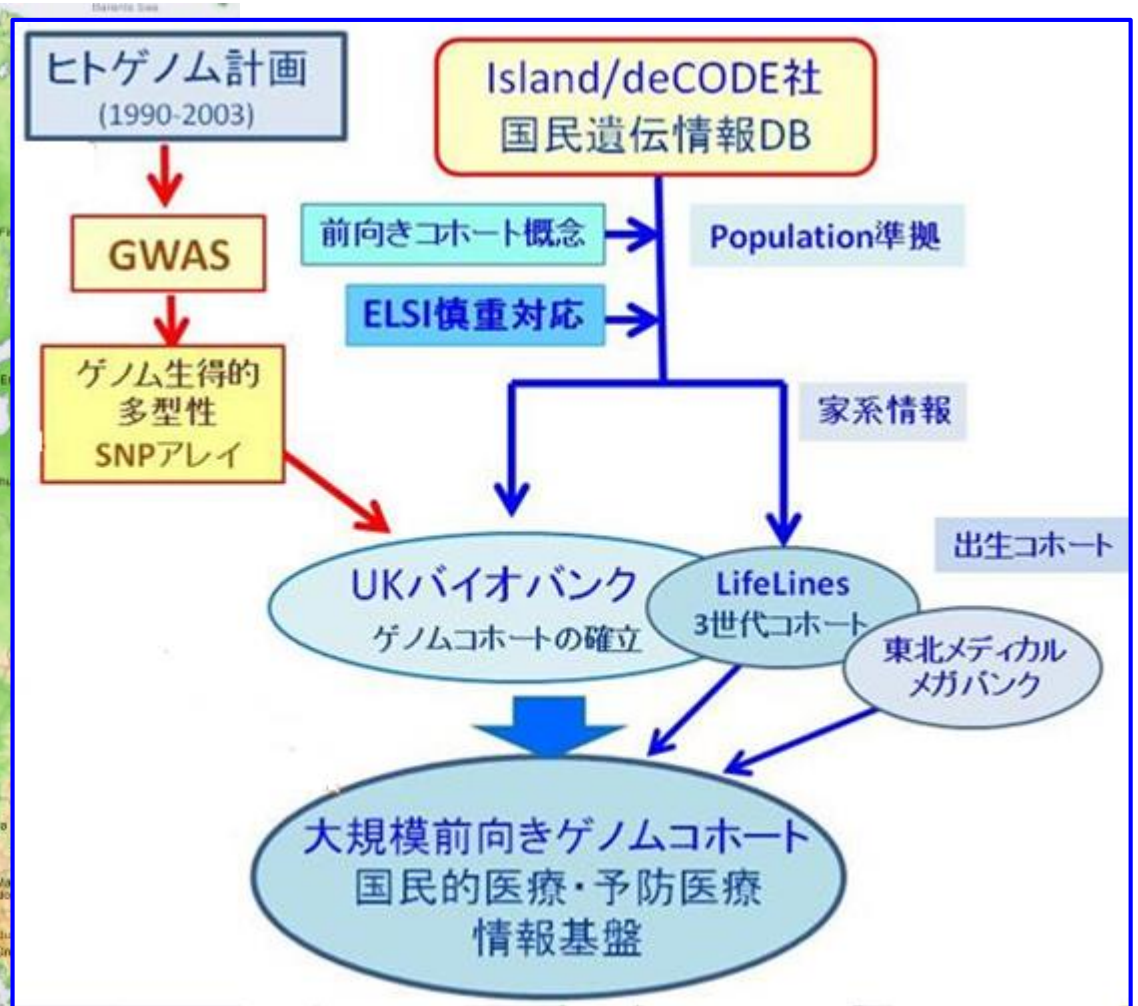 Barents Sea
ヒトゲノム計画
(1990-2003)
Island/deCODE社
国民遺伝情報DB
前向きコホート概念
Population準拠
GWAS
ELSI慎重対応
ゲノム生得的
多型性
SNPアレイ
家系情報
出生コホート
UKバイオバンク
ゲノムコホートの確立
LifeLines
3世代コホート
東北メディカル
メガバンク
大規模前向きゲノムコホート
国民的医療・予防医療
情報基盤